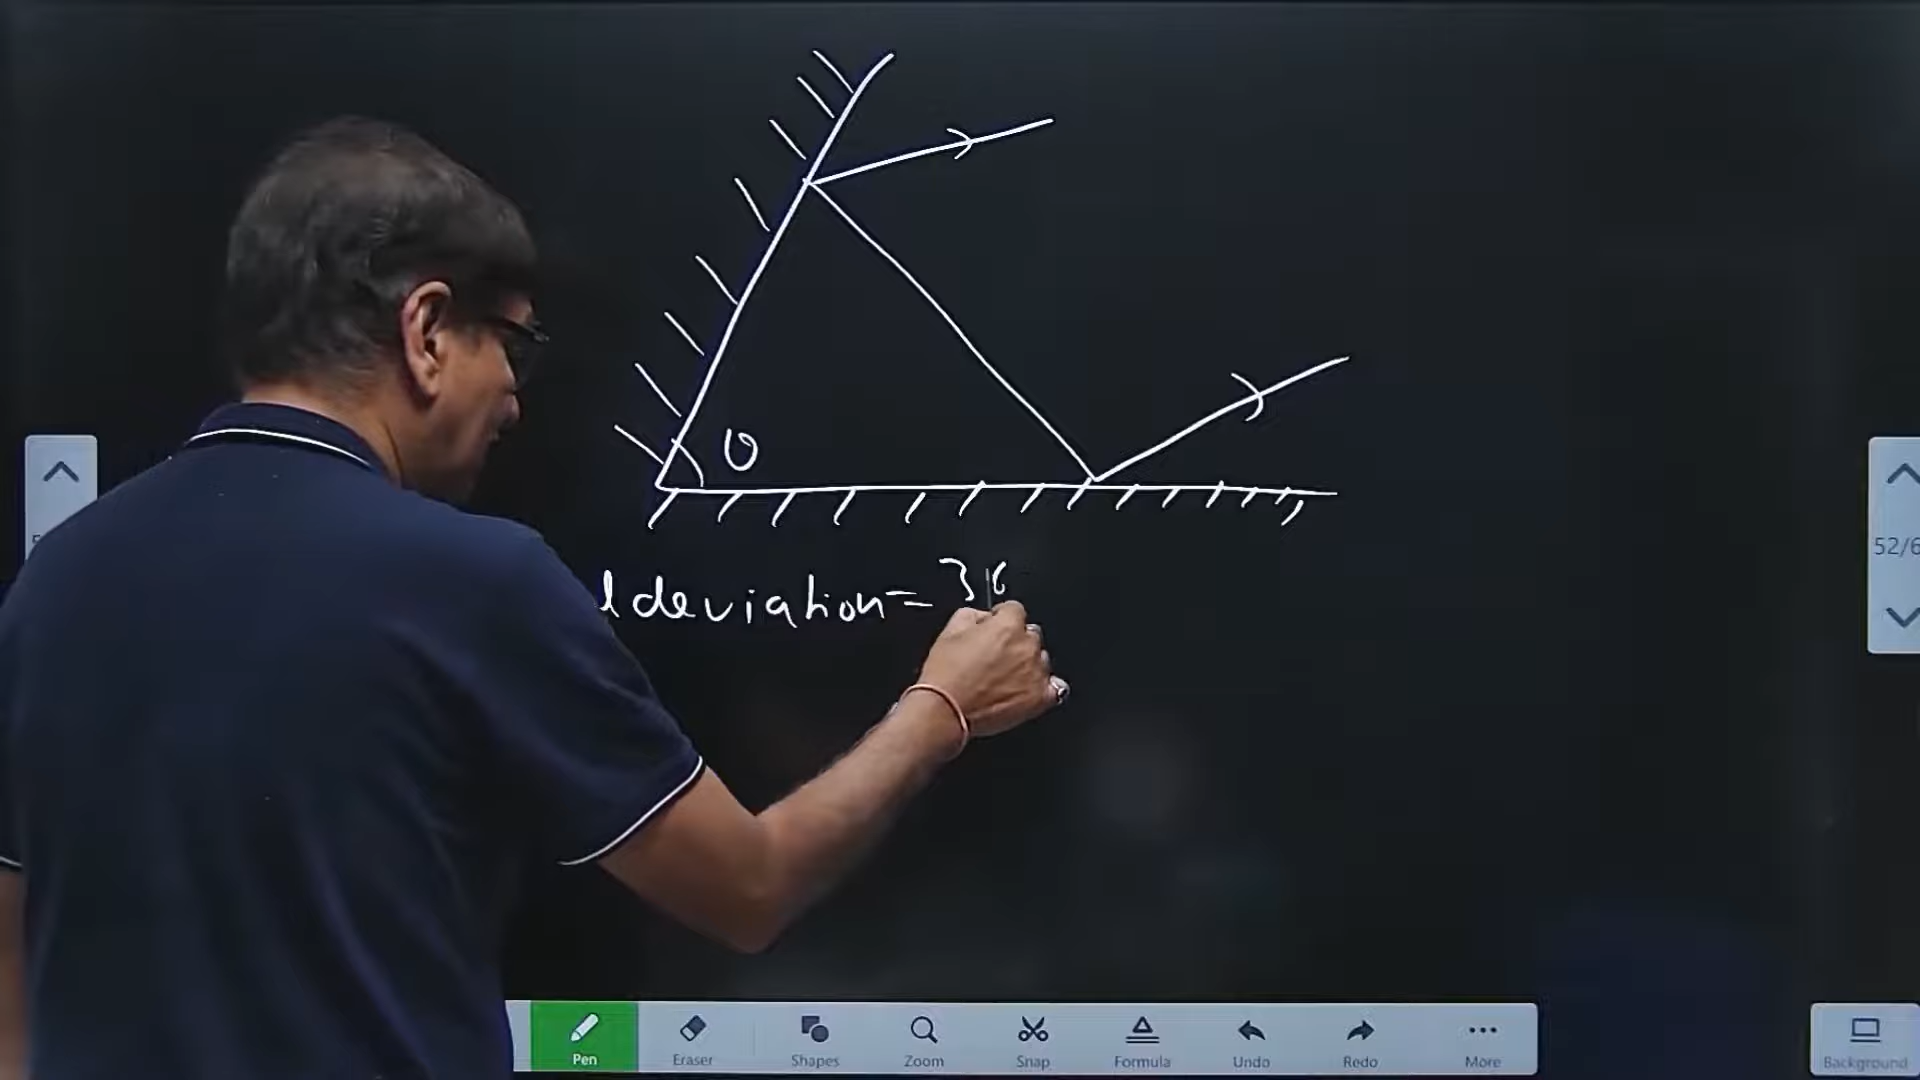 θ
l deviation = 36
52/6
Pen Eraser Shapes Zoom Snap Formula Undo Redo More Background